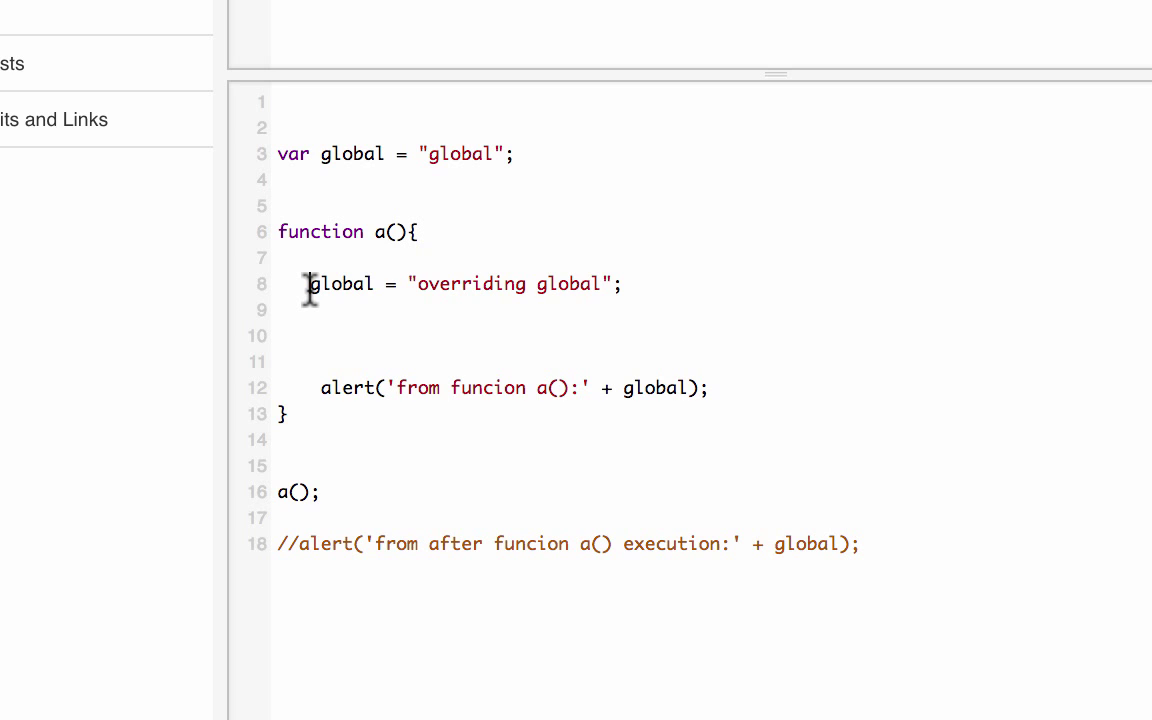 sts
its and Links
1
2
3 var global = "global";
4
5
6 function a(){
7
8 global = "overriding global";
9
10
11
12 alert('from funcion a():' + global);
13 }
14
15
16 a();
17
18 //alert('from after funcion a() execution:' + global);